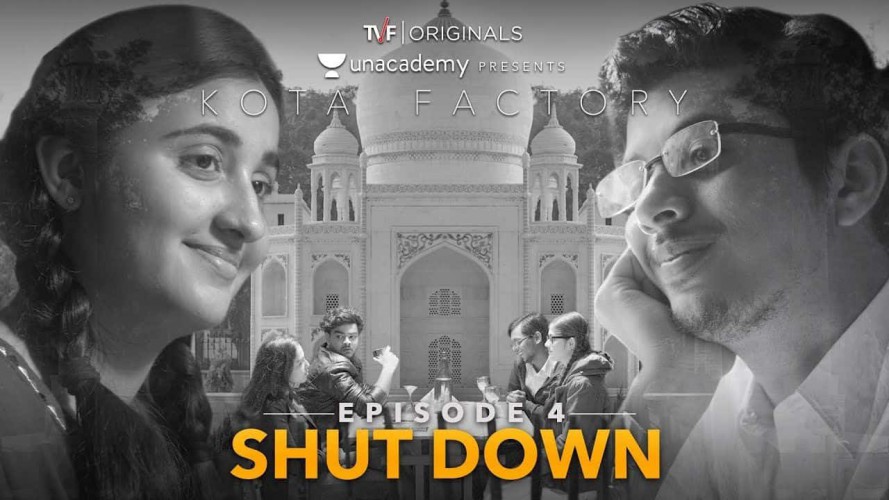 TVF | ORIGINALS
unacademy PRESENTS
KOTA FACTORY
EPISODE 4
SHUT DOWN